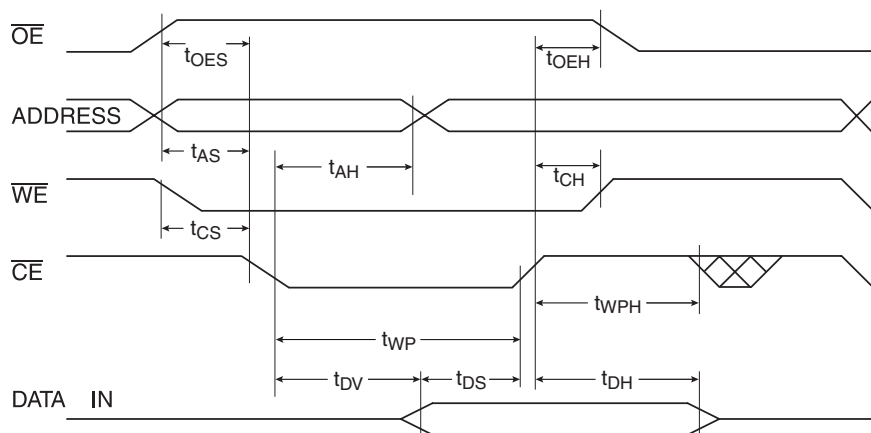 OE
tOES
tOEH
ADDRESS
tAS
tAH
WE
tCH
tCS
CE
tWPH
tWP
tDV
tDS
tDH
DATA IN